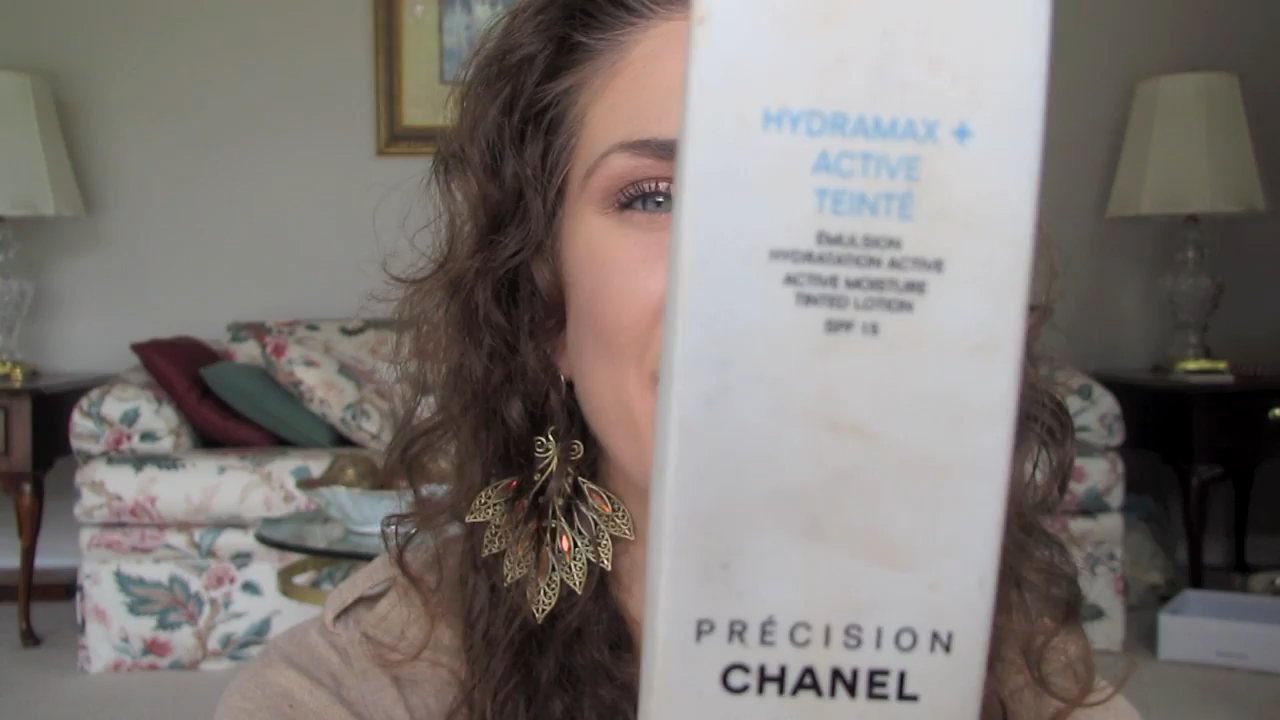 HYDRAMAX +
ACTIVE
TEINTÉ
ÉMULSION
HYDRATATION ACTIVE
ACTIVE MOISTURE
TINTED LOTION
SPF 15
PRÉCISION
CHANEL